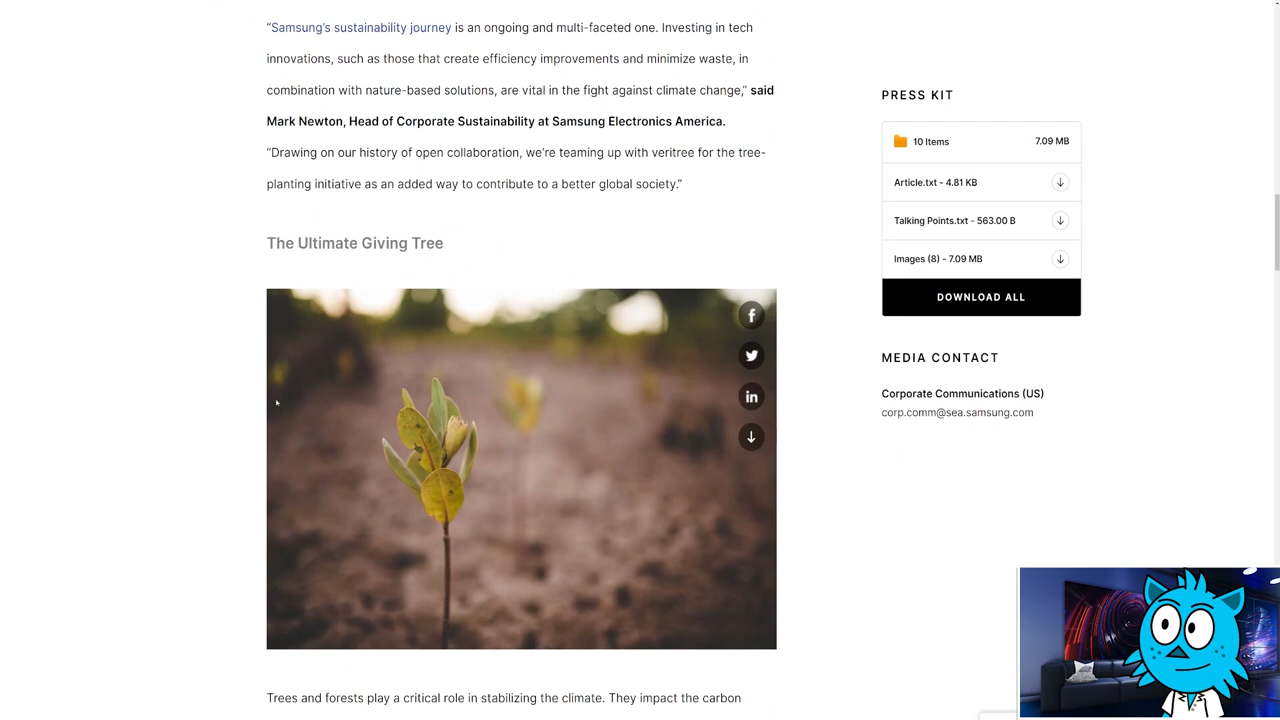 “Samsung’s sustainability journey is an ongoing and multi-faceted one. Investing in tech
innovations, such as those that create efficiency improvements and minimize waste, in
combination with nature-based solutions, are vital in the fight against climate change,” said
Mark Newton, Head of Corporate Sustainability at Samsung Electronics America.
“Drawing on our history of open collaboration, we’re teaming up with veritree for the tree-
planting initiative as an added way to contribute to a better global society.”
The Ultimate Giving Tree
Trees and forests play a critical role in stabilizing the climate. They impact the carbon
PRESS KIT
10 Items 7.09 MB
Article.txt - 4.81 KB
Talking Points.txt - 563.00 B
Images (8) - 7.09 MB
DOWNLOAD ALL
MEDIA CONTACT
Corporate Communications (US)
corp.comm@sea.samsung.com